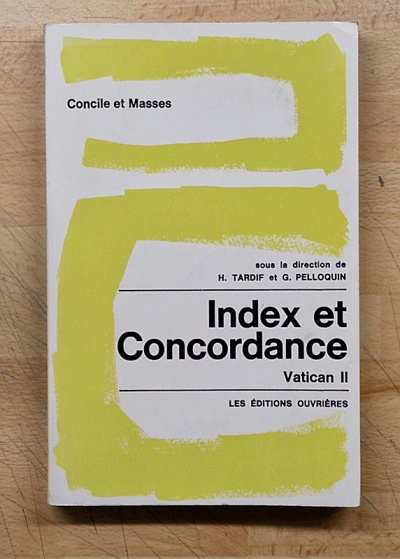 Concile et Masses
sous la direction de
H. TARDIF et G. PELLOQUIN
Index et
Concordance
Vatican II
LES ÉDITIONS OUVRIÈRES